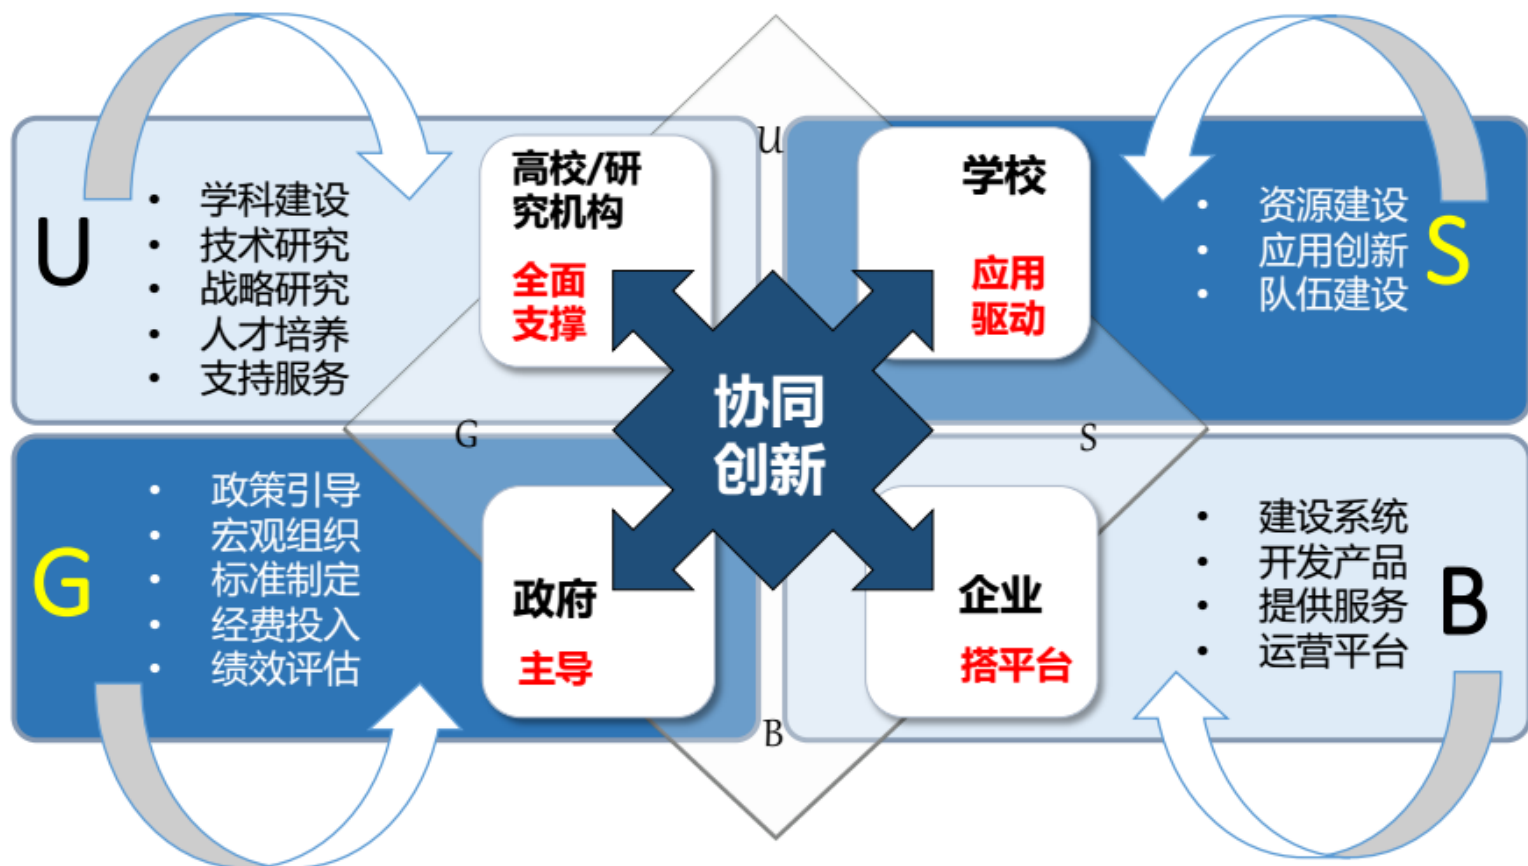 U
学科建设
技术研究
战略研究
人才培养
支持服务
高校/研
究机构
全面
支撑
U
学校
应用
驱动
资源建设
应用创新
队伍建设
S
协同
创新
G
S
G
政策引导
宏观组织
标准制定
经费投入
绩效评估
政府
主导
B
企业
搭平台
建设系统
开发产品
提供服务
运营平台
B